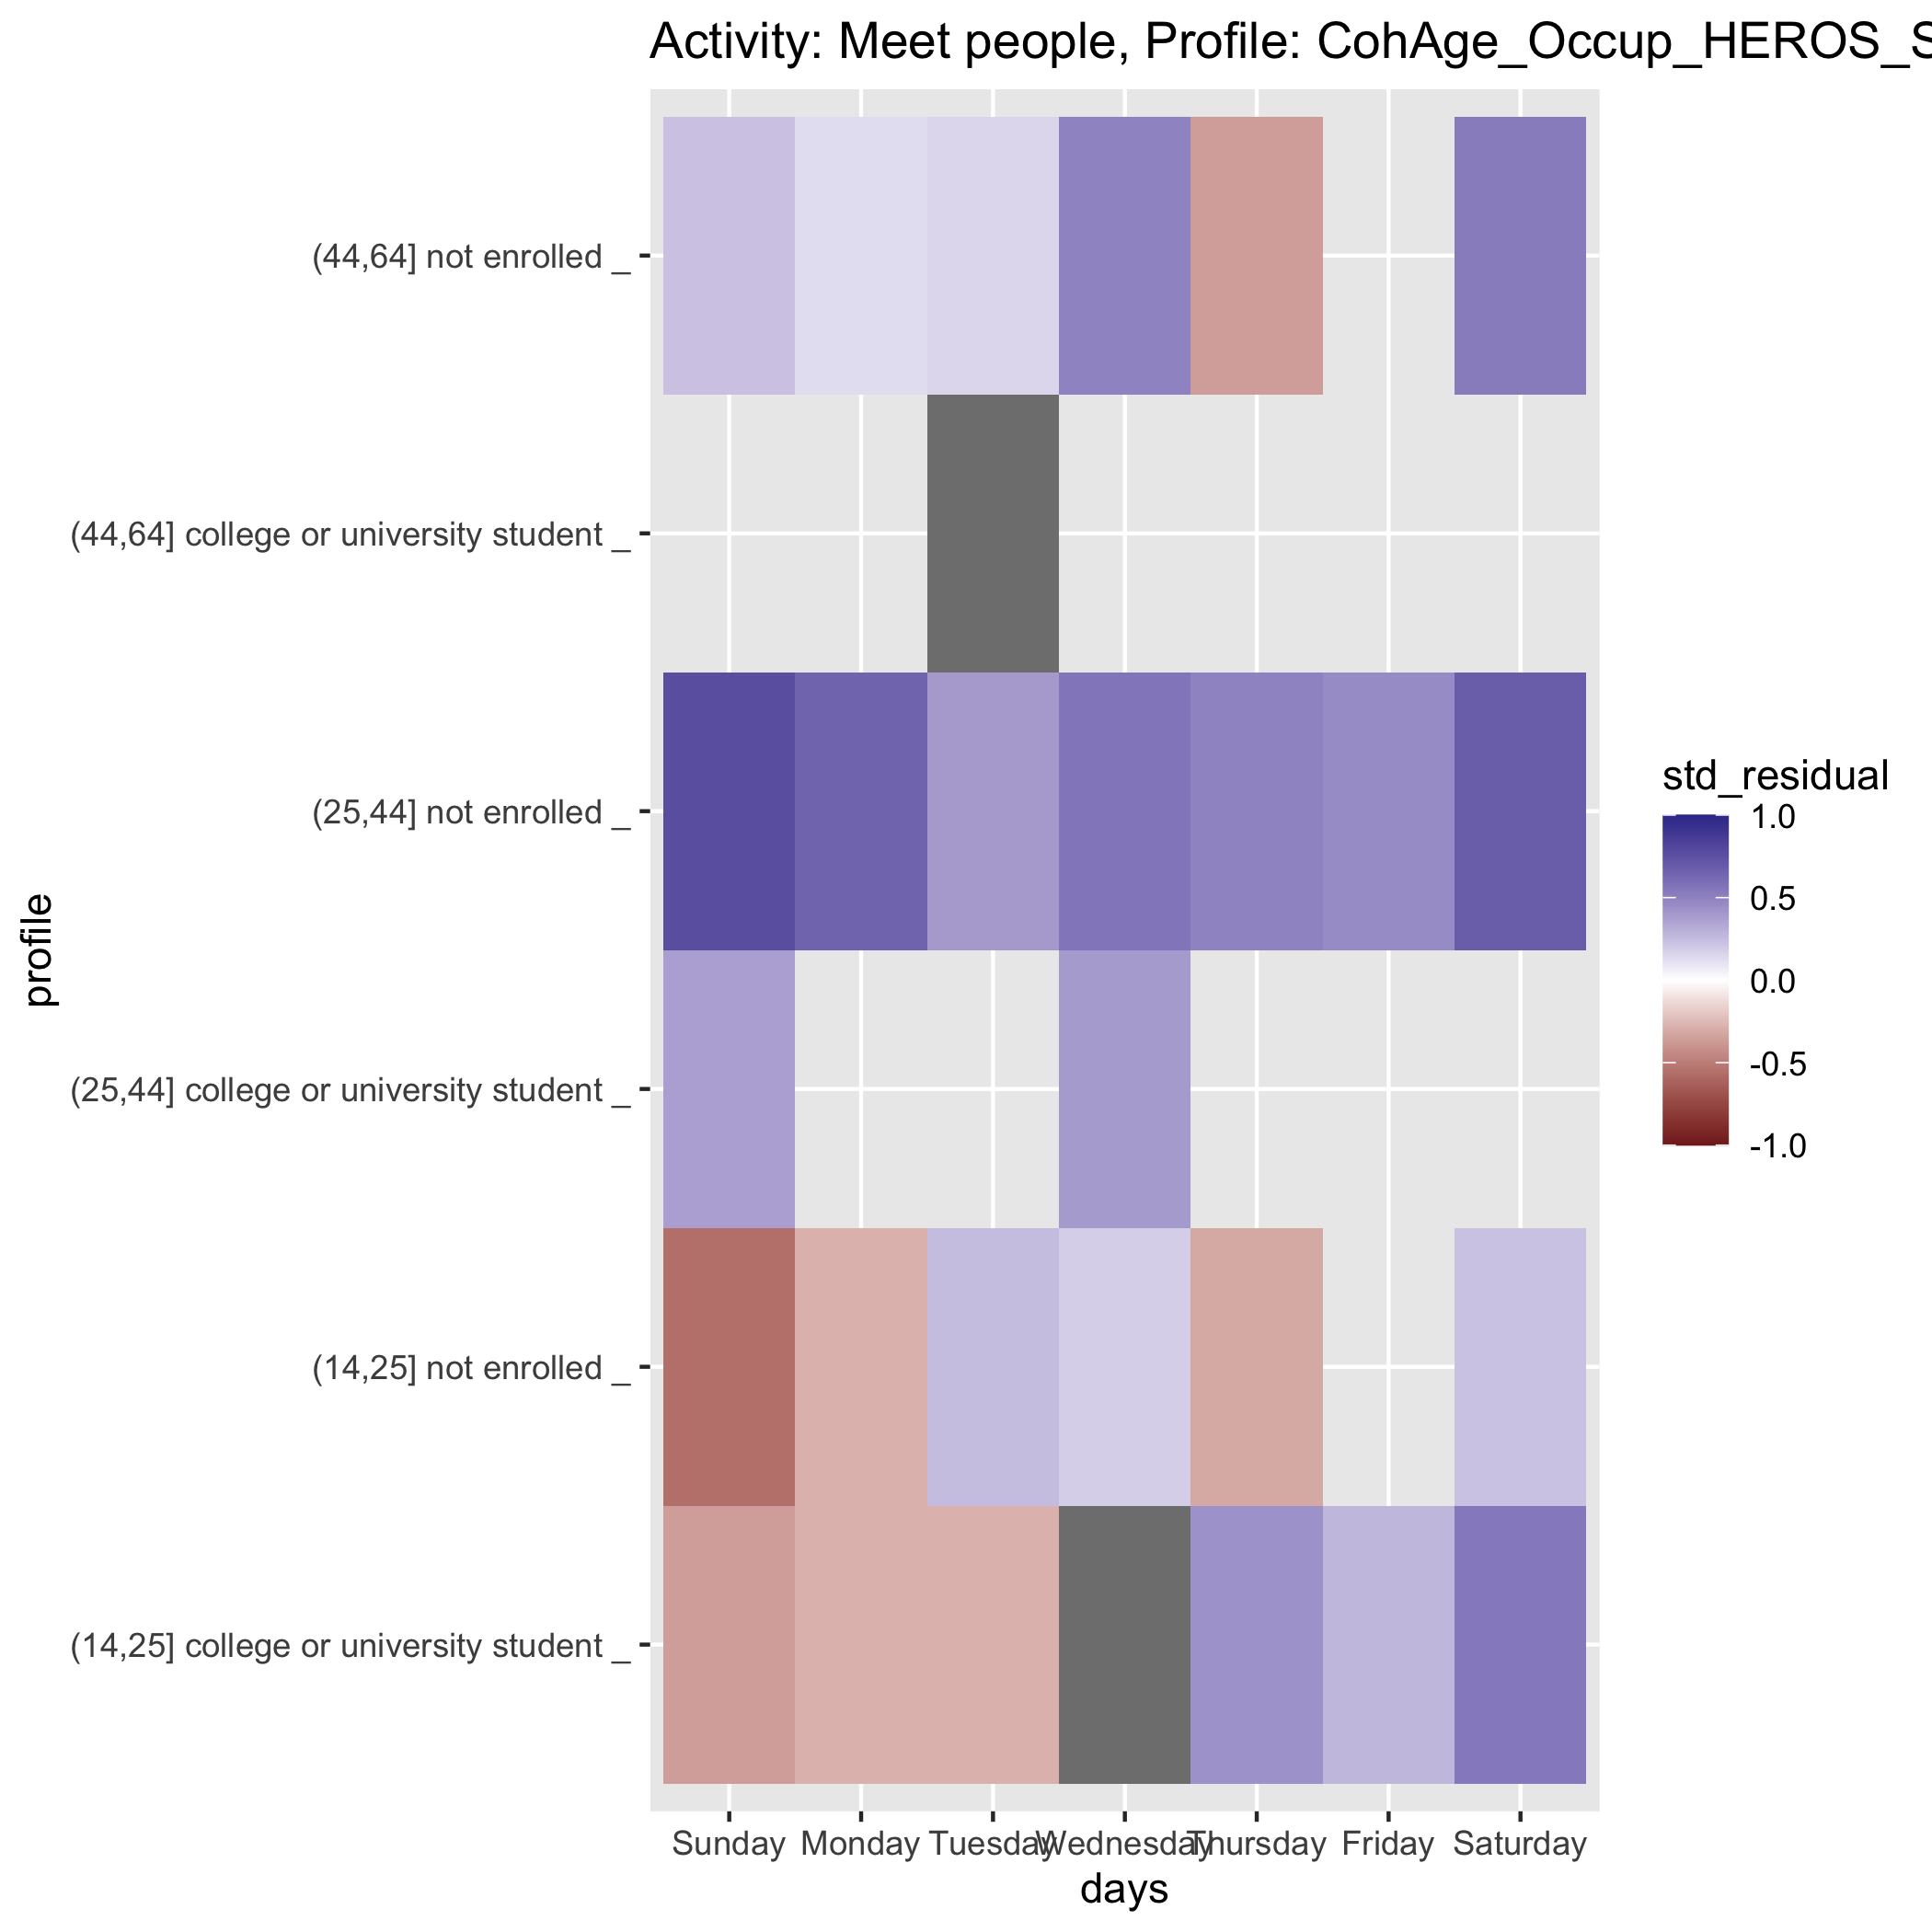 Activity: Meet people, Profile: CohAge_Occup_HEROS_S
(44,64] not enrolled _
(44,64] college or university student _
(25,44] not enrolled _
(25,44] college or university student _
(14,25] not enrolled _
(14,25] college or university student _
profile
Sunday Monday Tuesday Wednesday Thursday Friday Saturday
days
std_residual
1.0
0.5
0.0
-0.5
-1.0